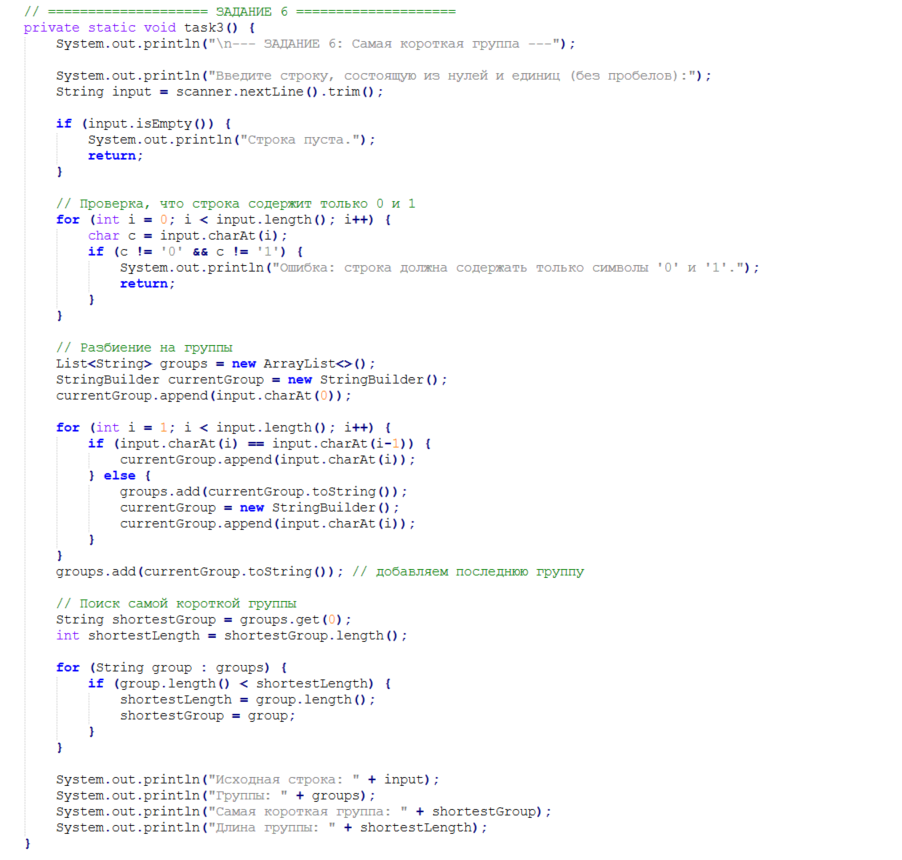 // ==================== ЗАДАНИЕ 6 ====================
private static void task3() {
    System.out.println("\n--- ЗАДАНИЕ 6: Самая короткая группа ---");

    System.out.println("Введите строку, состоящую из нулей и единиц (без пробелов):");
    String input = scanner.nextLine().trim();

    if (input.isEmpty()) {
        System.out.println("Строка пуста.");
        return;
    }

    // Проверка, что строка содержит только 0 и 1
    for (int i = 0; i < input.length(); i++) {
        char c = input.charAt(i);
        if (c != '0' && c != '1') {
            System.out.println("Ошибка: строка должна содержать только символы '0' и '1'.");
            return;
        }
    }

    // Разбиение на группы
    List<String> groups = new ArrayList<>();
    StringBuilder currentGroup = new StringBuilder();
    currentGroup.append(input.charAt(0));

    for (int i = 1; i < input.length(); i++) {
        if (input.charAt(i) == input.charAt(i-1)) {
            currentGroup.append(input.charAt(i));
        } else {
            groups.add(currentGroup.toString());
            currentGroup = new StringBuilder();
            currentGroup.append(input.charAt(i));
        }
    }
    groups.add(currentGroup.toString()); // добавляем последнюю группу

    // Поиск самой короткой группы
    String shortestGroup = groups.get(0);
    int shortestLength = shortestGroup.length();

    for (String group : groups) {
        if (group.length() < shortestLength) {
            shortestLength = group.length();
            shortestGroup = group;
        }
    }

    System.out.println("Исходная строка: " + input);
    System.out.println("Группы: " + groups);
    System.out.println("Самая короткая группа: " + shortestGroup);
    System.out.println("Длина группы: " + shortestLength);
}